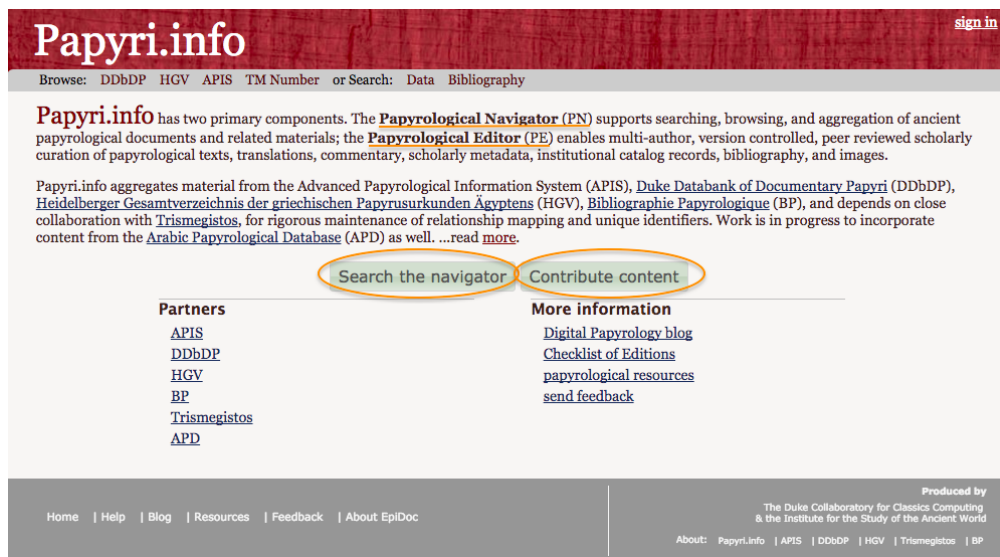 sign in
Papyri.info
Browse: DDbDP HGV APIS TM Number or Search: Data Bibliography
Papyri.info has two primary components. The Papyrological Navigator (PN) supports searching, browsing, and aggregation of ancient
papyrological documents and related materials; the Papyrological Editor (PE) enables multi-author, version controlled, peer reviewed scholarly
curation of papyrological texts, translations, commentary, scholarly metadata, institutional catalog records, bibliography, and images.
Papyri.info aggregates material from the Advanced Papyrological Information System (APIS), Duke Databank of Documentary Papyri (DDbDP),
Heidelberger Gesamtverzeichnis der griechischen Papyrusurkunden Ägyptens (HGV), Bibliographie Papyrologique (BP), and depends on close
collaboration with Trismegistos, for rigorous maintenance of relationship mapping and unique identifiers. Work is in progress to incorporate
content from the Arabic Papyrological Database (APD) as well. ...read more.
Search the navigator Contribute content
Partners
APIS
DDbDP
HGV
BP
Trismegistos
APD
More information
Digital Papyrology blog
Checklist of Editions
papyrological resources
send feedback
Home | Help | Blog | Resources | Feedback | About EpiDoc
Produced by
The Duke Collaboratory for Classics Computing
& the Institute for the Study of the Ancient World
About: Papyri.info | APIS | DDbDP | HGV | Trismegistos | BP